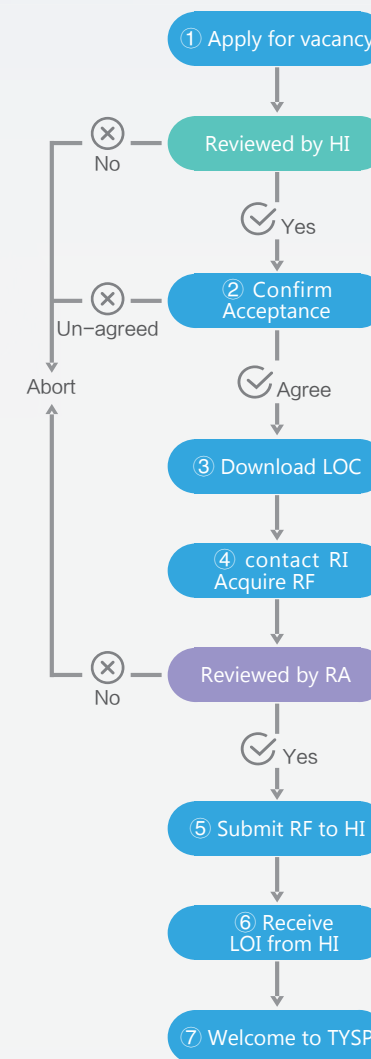 ① Apply for vacancy
Reviewed by HI
No
Yes
② Confirm
Acceptance
Un-agreed
Agree
Abort
③ Download LOC
④ contact RI
Acquire RF
Reviewed by RA
No
Yes
⑤ Submit RF to HI
⑥ Receive
LOI from HI
⑦ Welcome to TYSP